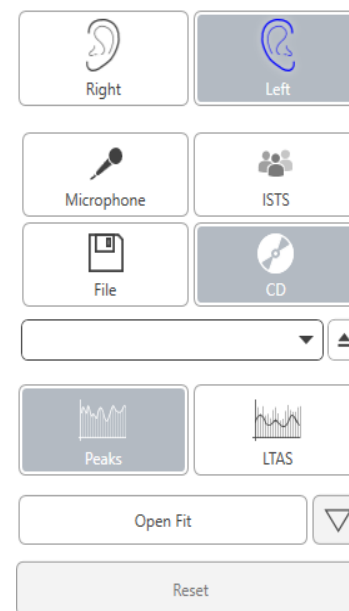 Right
Left
Microphone
ISTS
File
CD
Peaks
LTAS
Open Fit
Reset